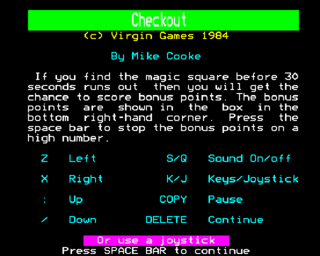 Checkout
(c) Virgin Games 1984
By Mike Cooke
If you find the magic square before 30
seconds runs out then you will get the
chance to score bonus points. The bonus
points are shown in the box in the
bottom right-hand corner. Press the
space bar to stop the bonus points on a
high number.
Z Left S/Q Sound On/off
X Right K/J Keys/Joystick
: Up COPY Pause
/ Down DELETE Continue
Or use a joystick
Press SPACE BAR to continue